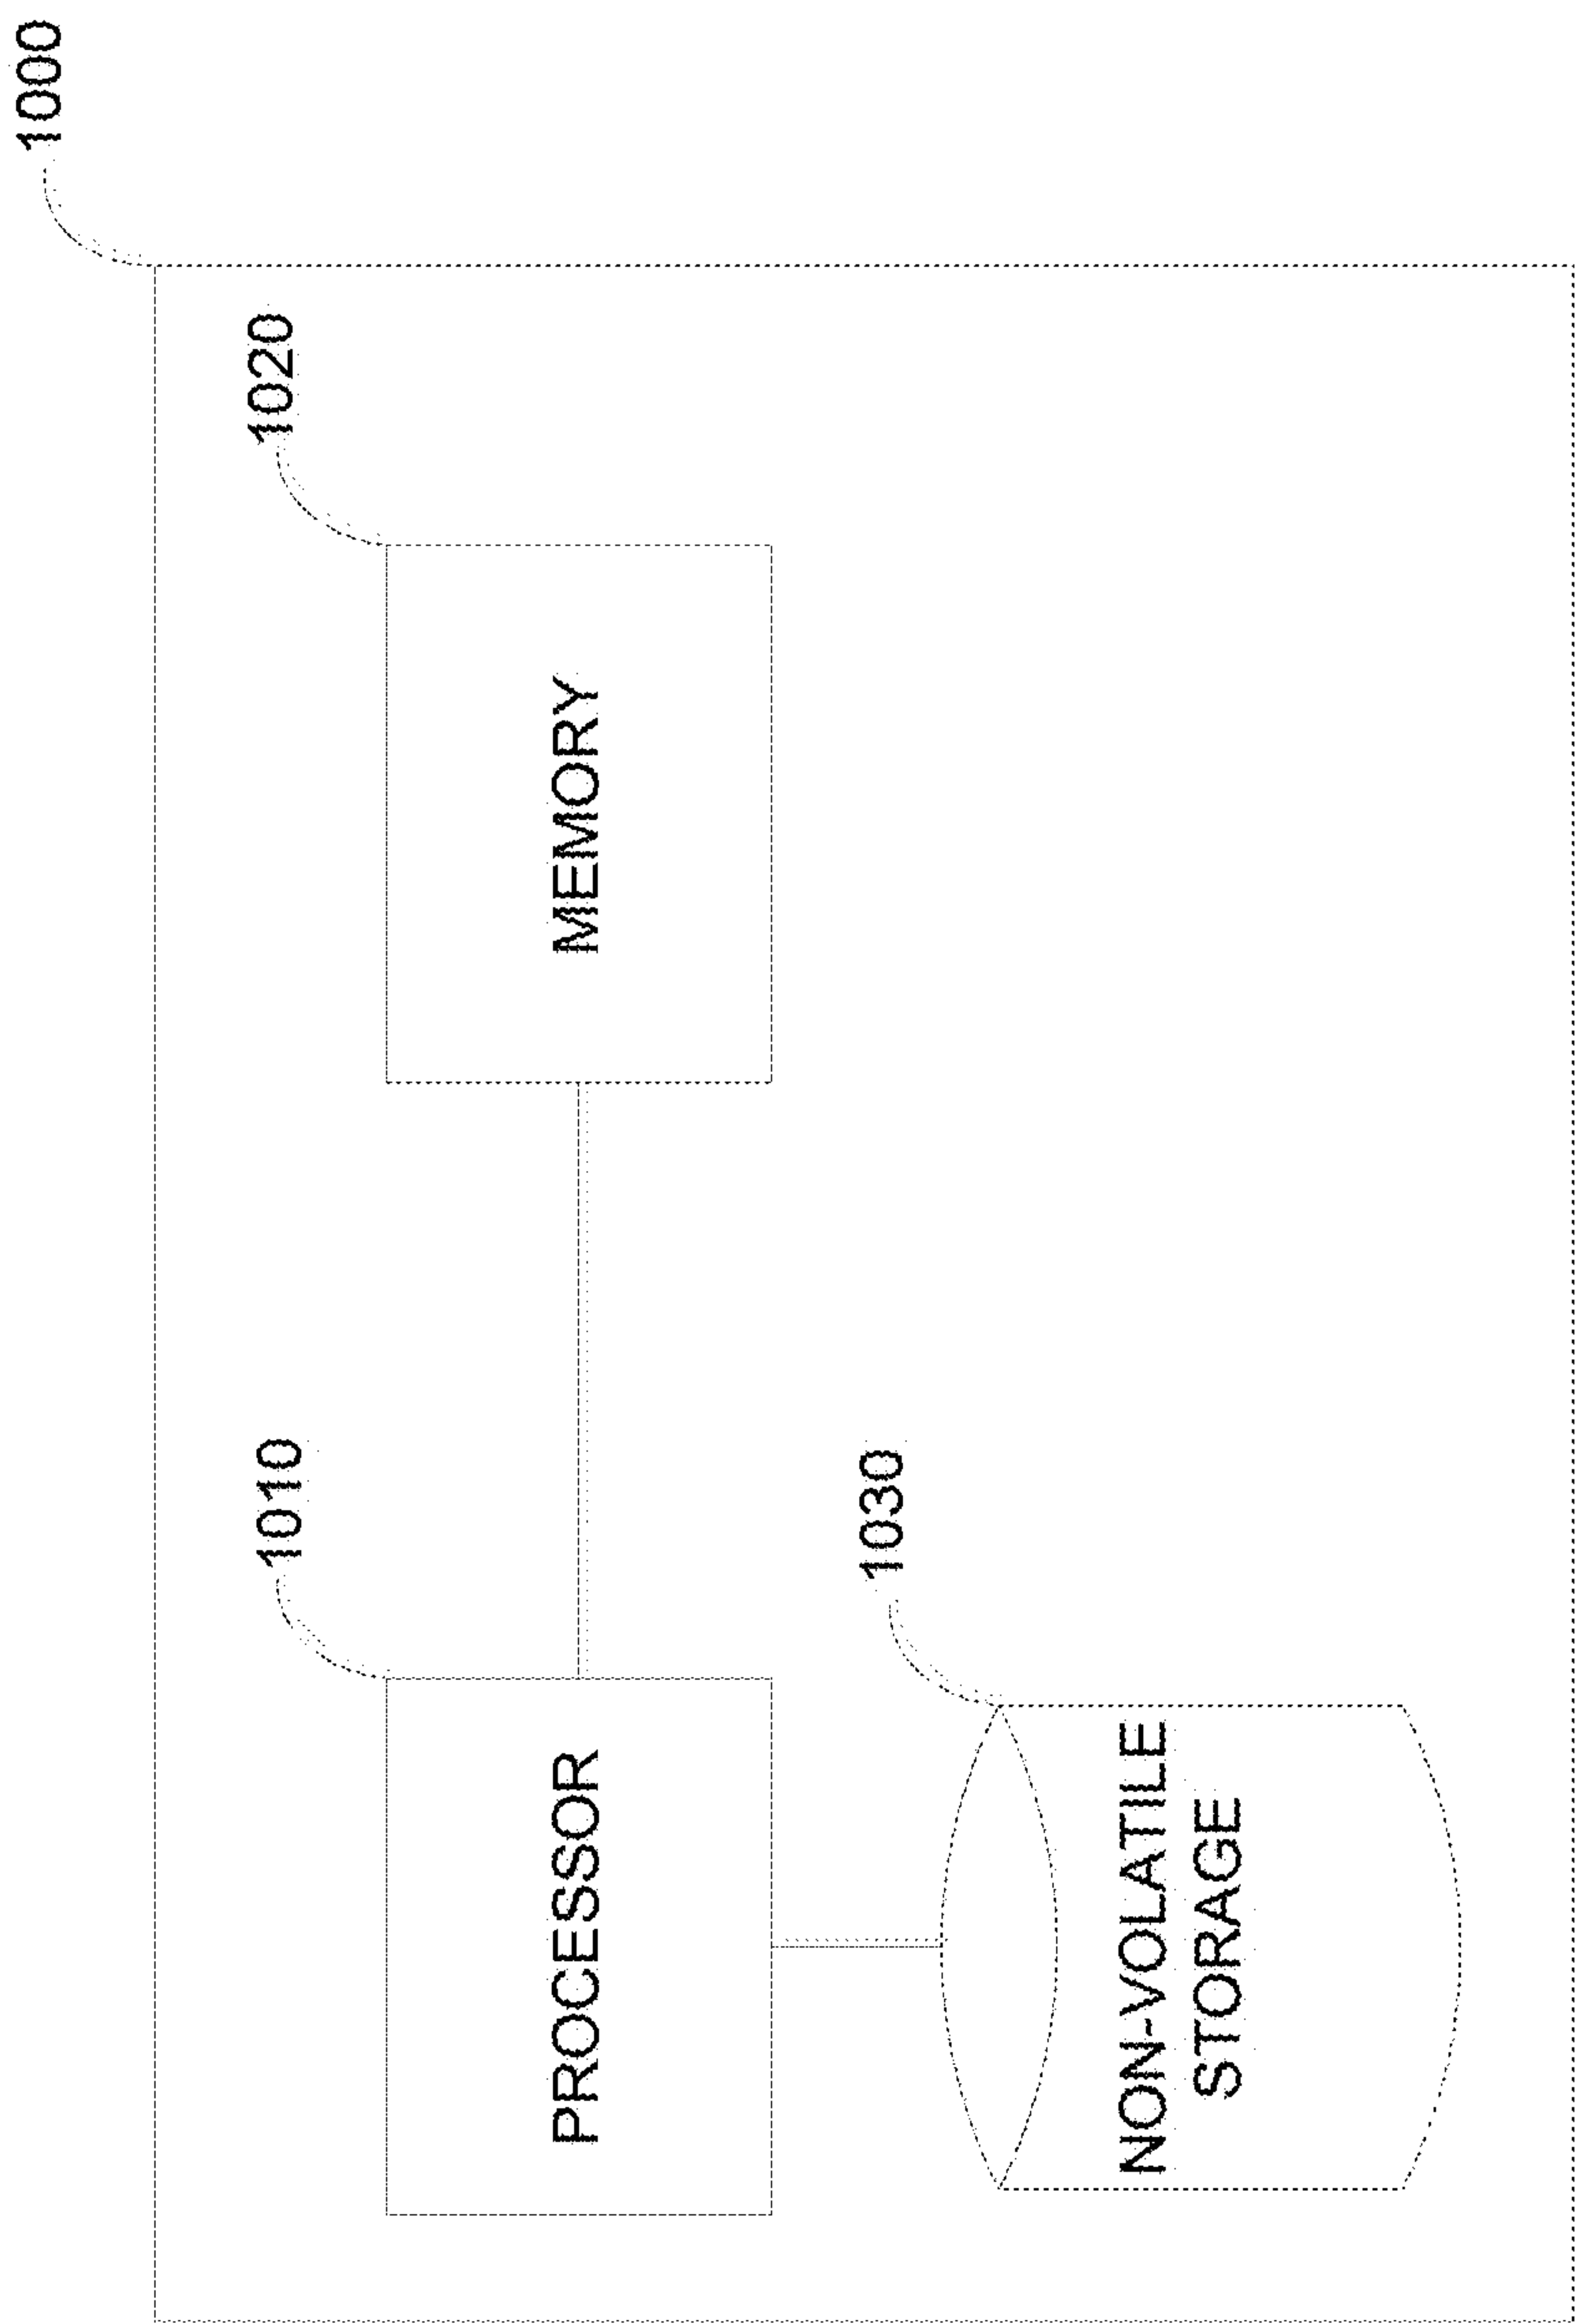 1000
1010
1020
PROCESSOR
MEMORY
1030
NON-VOLATILE
STORAGE